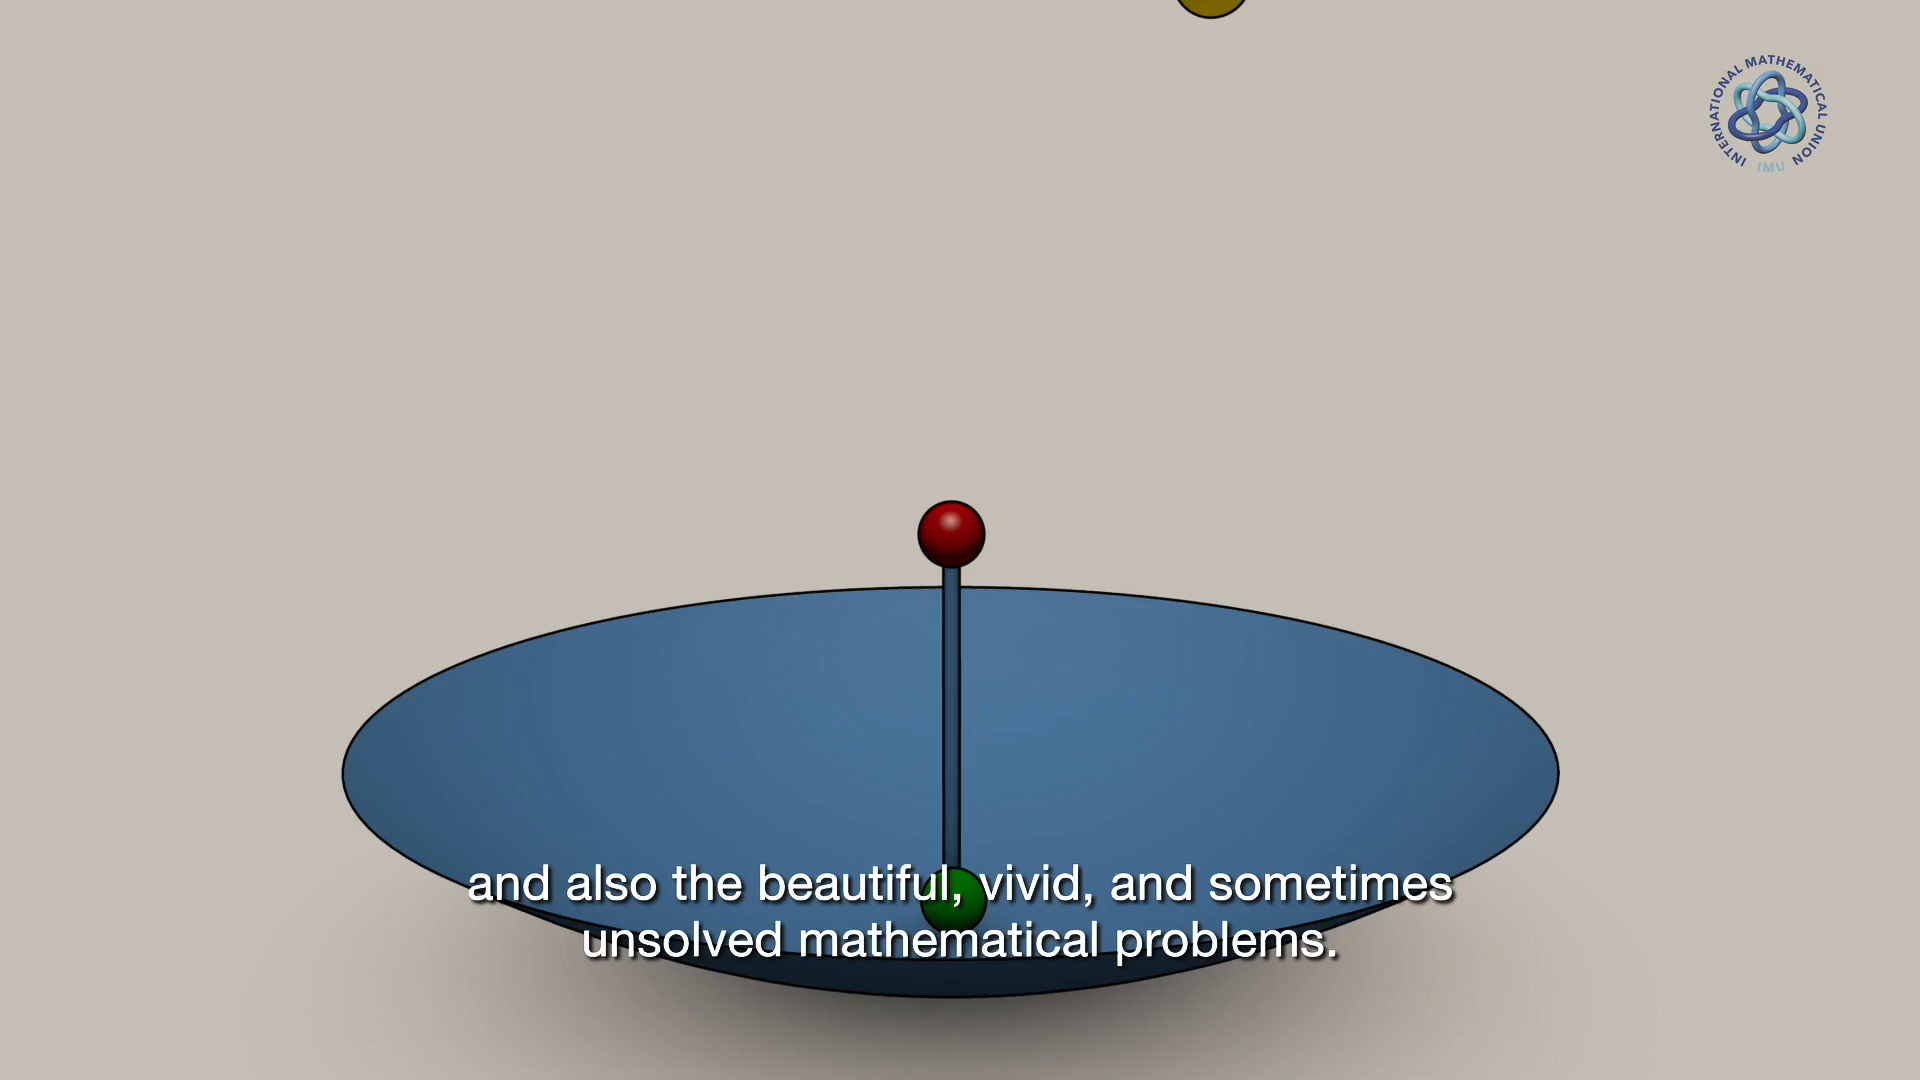 INTERNATIONAL MATHEMATICAL UNION
IMU
and also the beautiful, vivid, and sometimes
unsolved mathematical problems.